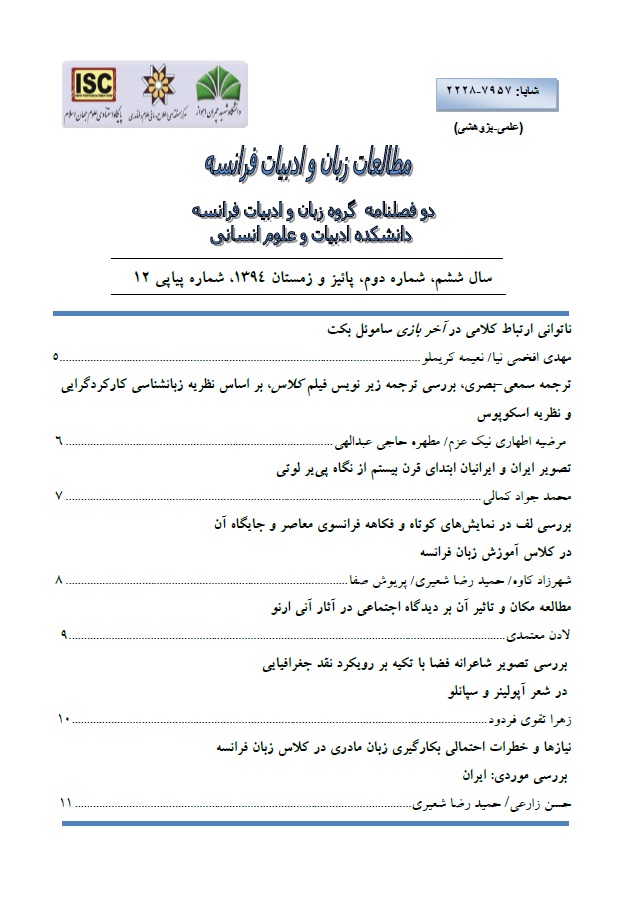 ISC
پایگاه استنادی علوم جهان اسلام
دانشگاه شهید چمران اهواز
شاپا: ۷۹۵۷-۲۲۲۸
(علمی-پژوهشی)
مطالعات زبان و ادبیات فرانسه
دو فصلنامه گروه زبان و ادبیات فرانسه
دانشکده ادبیات و علوم انسانی
سال ششم، شماره دوم، پائیز و زمستان ۱۳۹۴، شماره پیاپی ۱۲
ناتوانی ارتباط کلامی در آخر بازی ساموئل بکت
مهدی افخمی نیا/ نعیمه کریملو ۵
ترجمه سمعی-بصری، بررسی ترجمه زیر نویس فیلم کلاس، بر اساس نظریه زبانشناسی کارکردگرایی
و نظریه اسکوپوس
مرضیه اطهاری نیک عزم/ مطهره حاجی عبدالهی ۶
تصویر ایران و ایرانیان ابتدای قرن بیستم از نگاه پی‌یر لوتی
محمد جواد کمالی ۷
بررسی لف در نمایش‌های کوتاه و فکاهه فرانسوی معاصر و جایگاه آن
در کلاس آموزش زبان فرانسه
شهرزاد کاوه/ حمید رضا شعیری/ پریوش صفا ۸
مطالعه مکان و تاثیر آن بر دیدگاه اجتماعی در آثار آنی ارنو
لادن معتمدی ۹
بررسی تصویر شاعرانه فضا با تکیه بر رویکرد نقد جغرافیایی
در شعر آپولینر و سپانلو
زهرا تقوی فردود ۱۰
نیازها و خطرات احتمالی بکارگیری زبان مادری در کلاس زبان فرانسه
بررسی موردی: ایران
حسن زارعی/ حمید رضا شعیری ۱۱